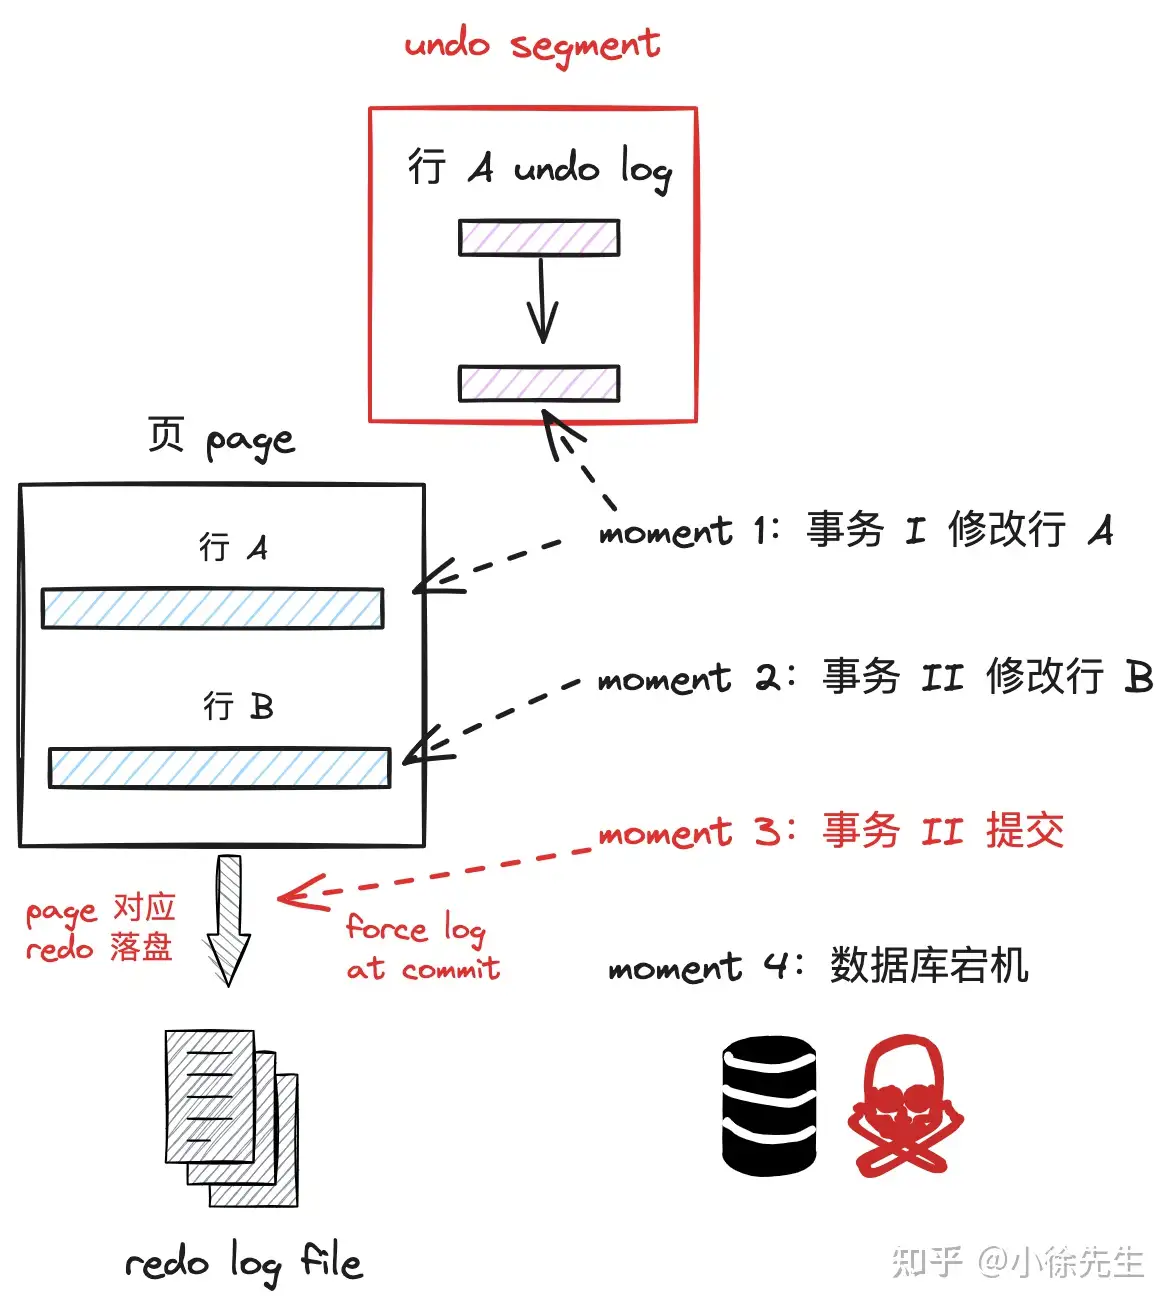 undo segment
行 A undo log
页 page
行 A
行 B
moment 1: 事务 I 修改行 A
moment 2: 事务 II 修改行 B
moment 3: 事务 II 提交
page 对应
redo 落盘
force log
at commit
moment 4: 数据库宕机
redo log file
知乎 @小徐先生